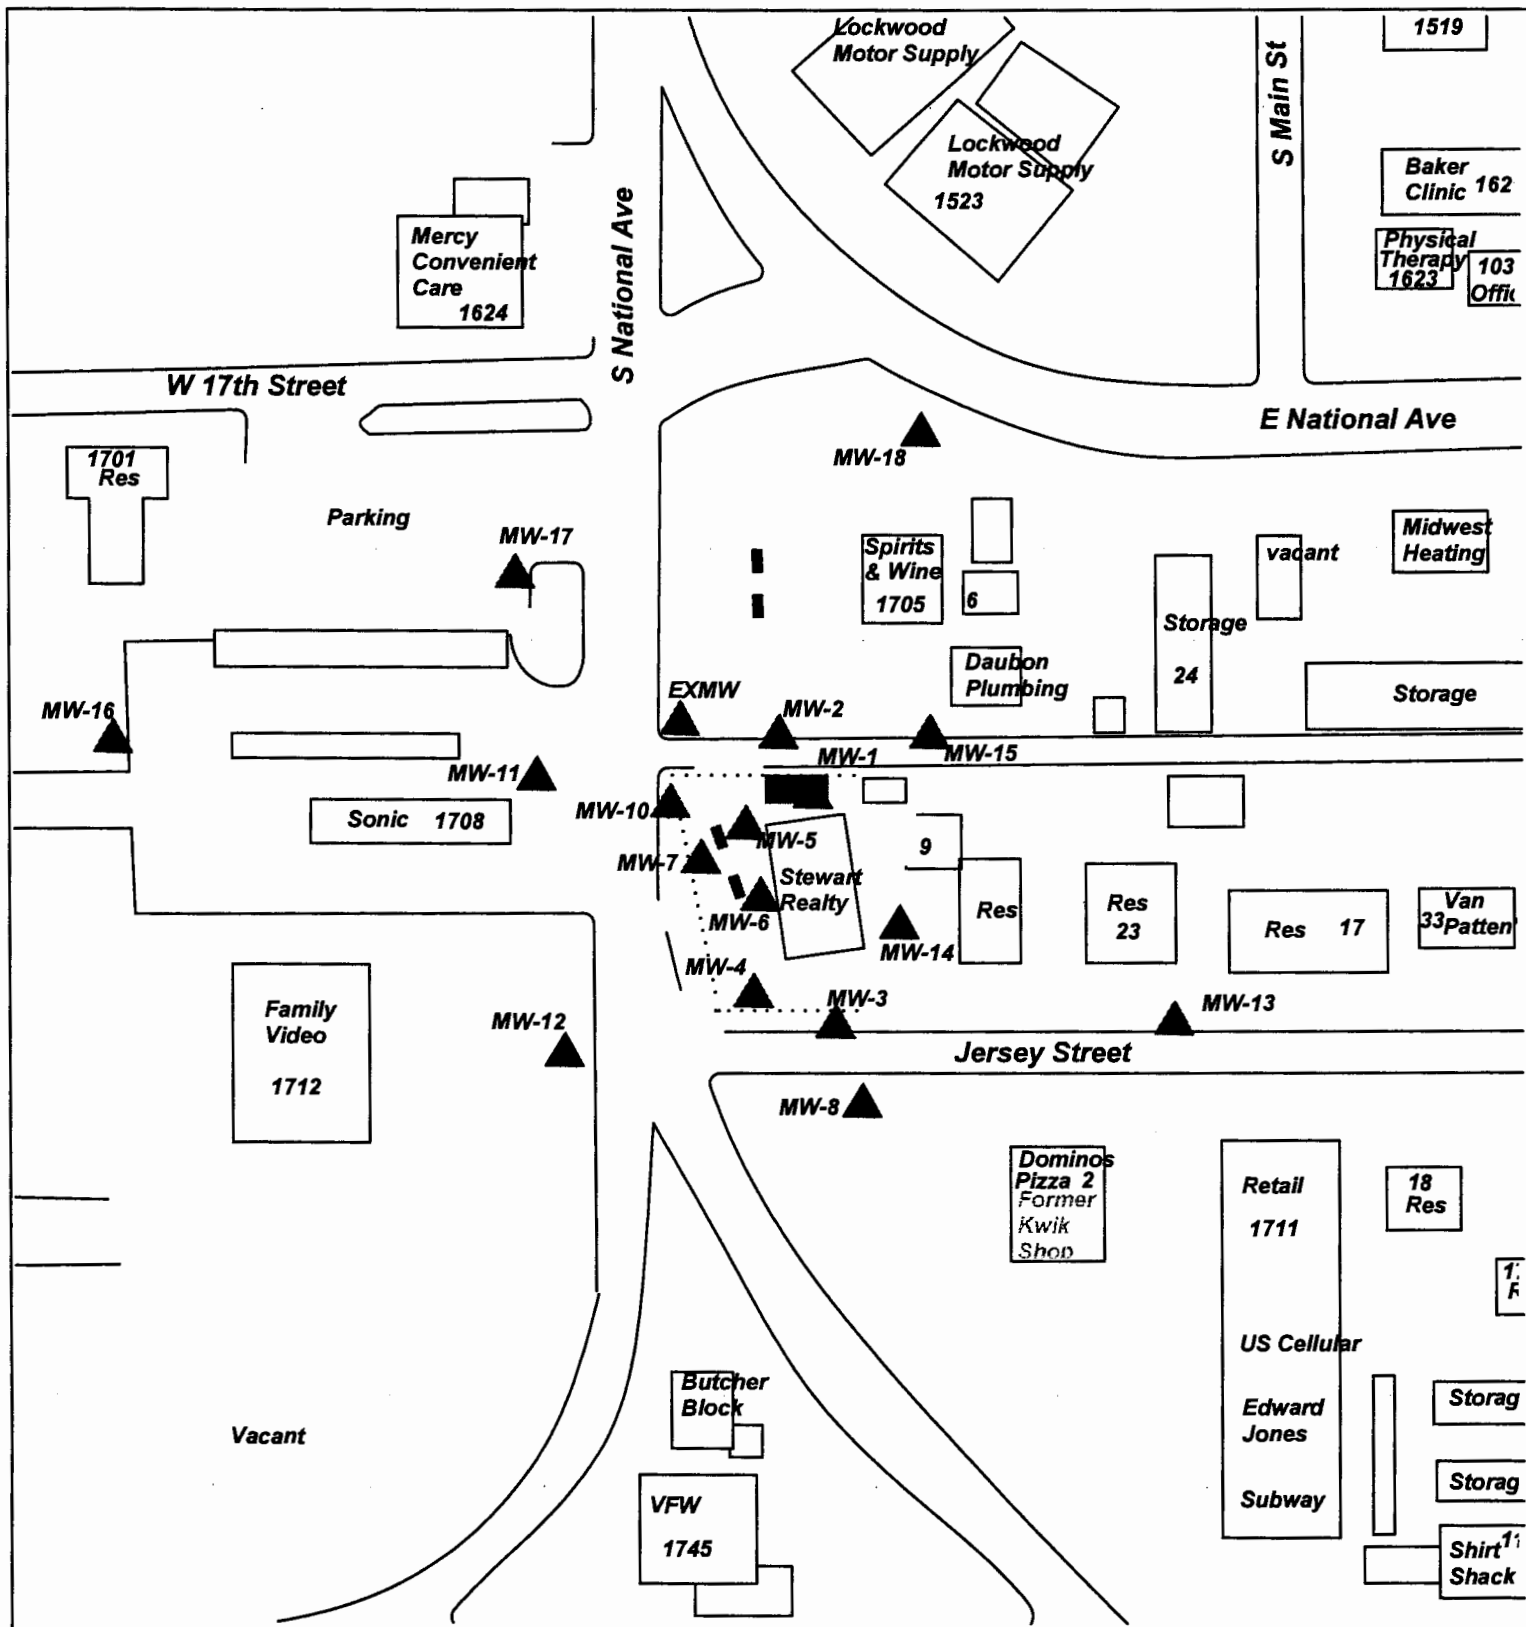 Lockwood
Motor Supply
1519
S Main St
Lockwood
Motor Supply
1523
Baker
Clinic 162
Physical
Therapy
1623
103
Mercy
Convenient
Care
1624
S National Ave
W 17th Street
E National Ave
MW-18
1701
Res
Parking
MW-17
Spirits
& Wine
1705
6
vacant
Midwest
Heating
Storage
24
Daubon
Plumbing
Storage
EXMW
MW-2
MW-16
MW-1
MW-15
MW-11
MW-10
Sonic 1708
MW-5
9
MW-7
Stewart
Realty
MW-6
Res
Res
23
Res 17
Van
33 Patten
MW-14
MW-4
MW-3
MW-13
Family
Video
1712
MW-12
Jersey Street
MW-8
Dominos
Pizza 2
Former
Kwik
Shop
Retail
1711
18
Res
US Cellular
Butcher
Block
Edward
Jones
Storag
Vacant
Subway
Storag
VFW
1745
Shirt
Shack